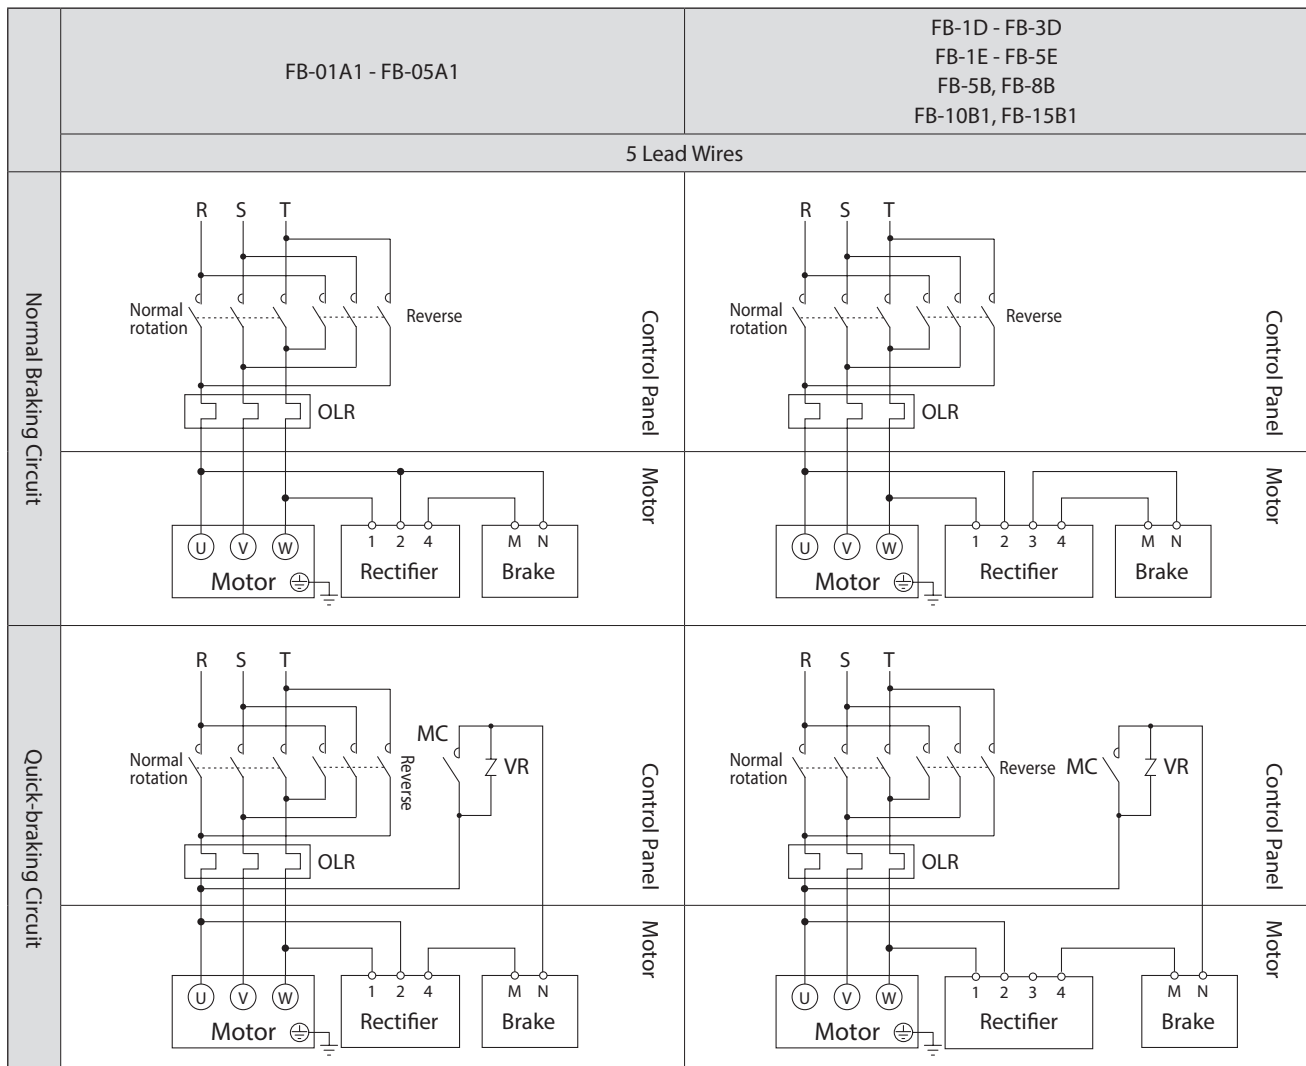 FB-01A1 - FB-05A1
FB-1D - FB-3D
FB-1E - FB-5E
FB-5B, FB-8B
FB-10B1, FB-15B1
5 Lead Wires
Normal Braking Circuit
R S T
Normal
rotation
Reverse
OLR
Control Panel
Motor
U V W
Motor
1 2 4
Rectifier
M N
Brake
R S T
Normal
rotation
Reverse
OLR
Control Panel
Motor
U V W
Motor
1 2 3 4
Rectifier
M N
Brake
Quick-braking Circuit
R S T
Normal
rotation
Reverse
MC
VR
OLR
Control Panel
Motor
U V W
Motor
1 2 4
Rectifier
M N
Brake
R S T
Normal
rotation
Reverse
MC
VR
OLR
Control Panel
Motor
U V W
Motor
1 2 3 4
Rectifier
M N
Brake